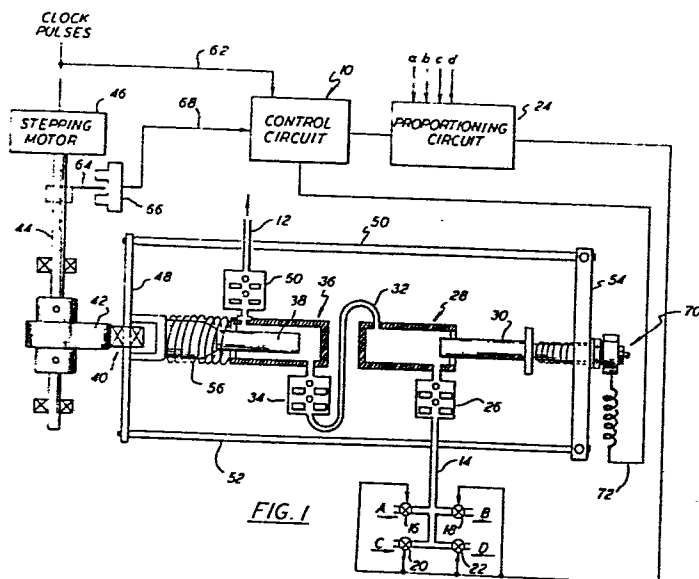 CLOCK
PULSES
62
10
a b c d
24
46
STEPPING
MOTOR
68
CONTROL
CIRCUIT
PROPORTIONING
CIRCUIT
64
66
12
50
44
48
50
36
32
28
54
42
38
30
70
40
56
34
26
52
14
72
FIG. 1
A
B
16
18
C
D
20
22